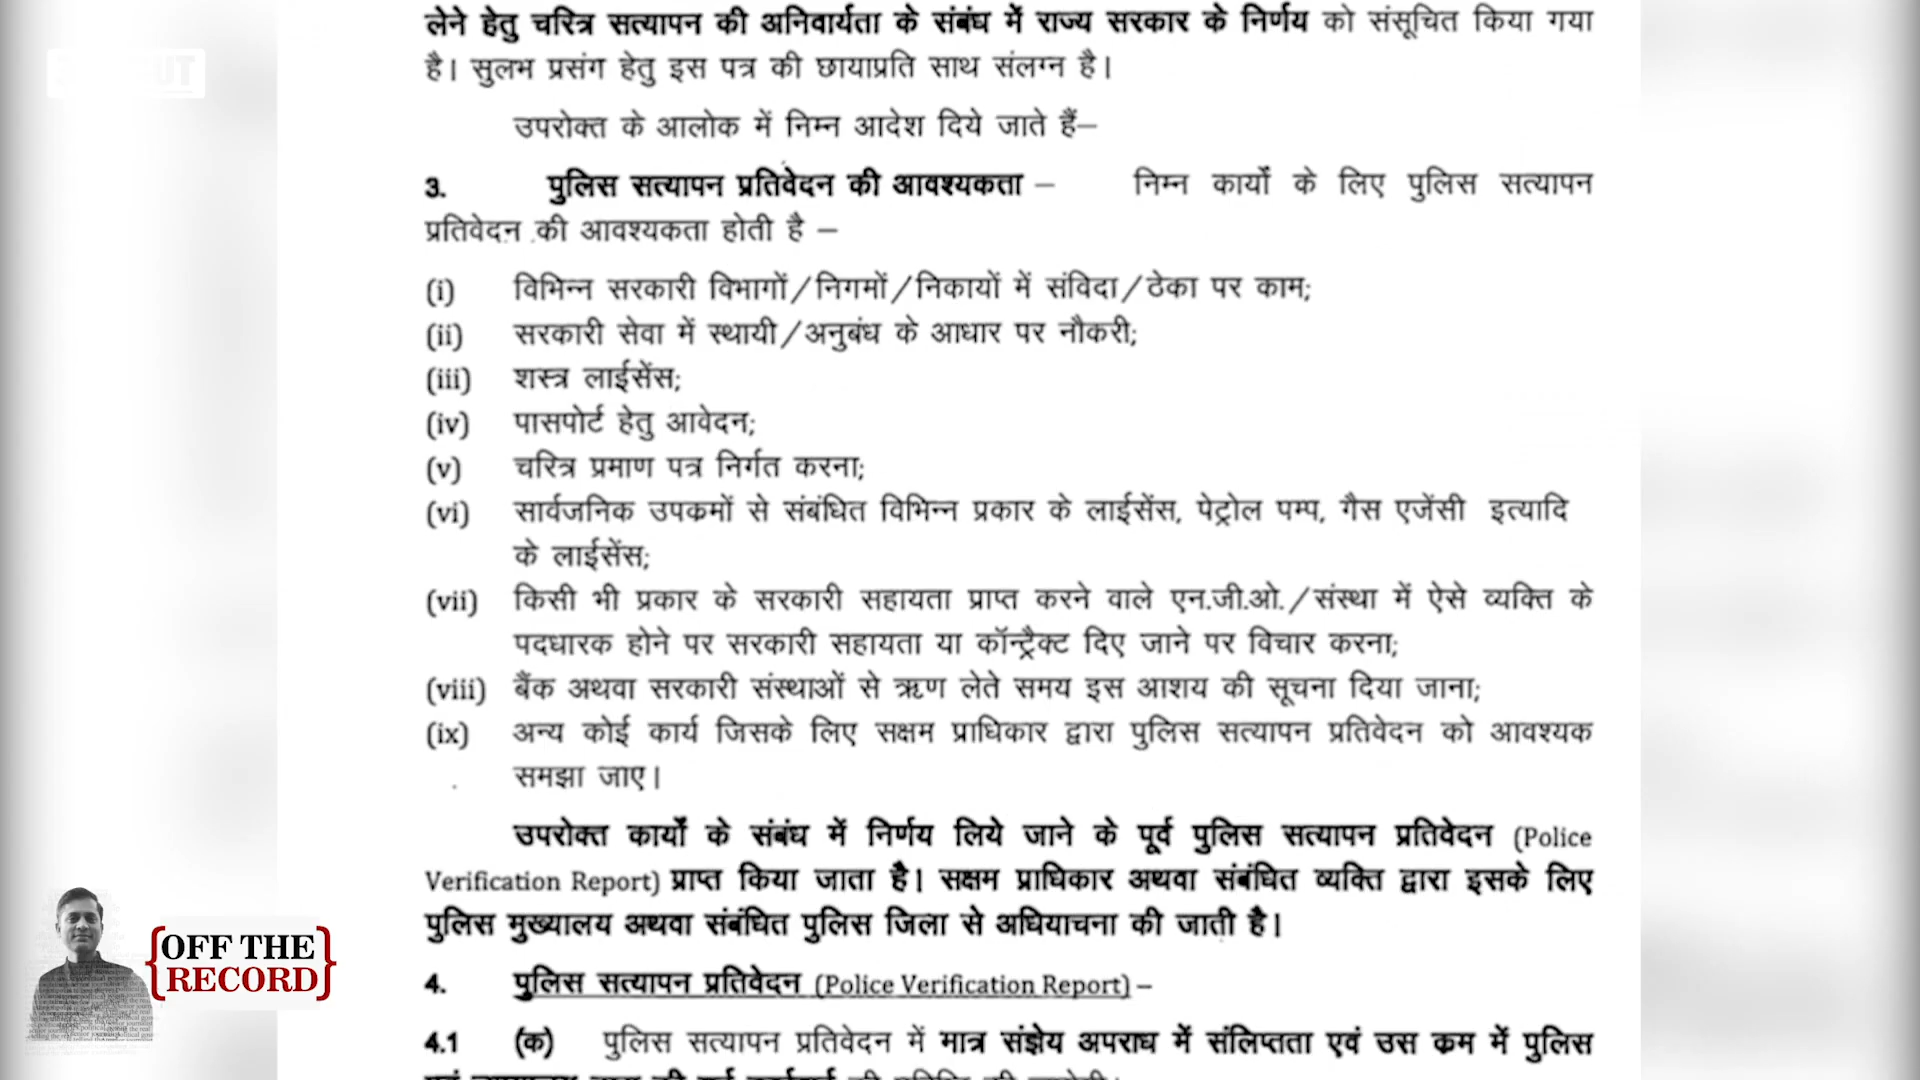 लेने हेतु चरित्र सत्यापन की अनिवार्यता के संबंध में राज्य सरकार के निर्णय को संसूचित किया गया
है। सुलभ प्रसंग हेतु इस पत्र की छायाप्रति साथ संलग्न है।
उपरोक्त के आलोक में निम्न आदेश दिये जाते हैं–
3. पुलिस सत्यापन प्रतिवेदन की आवश्यकता – निम्न कार्यों के लिए पुलिस सत्यापन
प्रतिवेदन की आवश्यकता होती है –
(i) विभिन्न सरकारी विभागों/निगमों/निकायों में संविदा/ठेका पर काम;
(ii) सरकारी सेवा में स्थायी/अनुबंध के आधार पर नौकरी;
(iii) शस्त्र लाईसेंस;
(iv) पासपोर्ट हेतु आवेदन;
(v) चरित्र प्रमाण पत्र निर्गत करना;
(vi) सार्वजनिक उपक्रमों से संबंधित विभिन्न प्रकार के लाईसेंस, पेट्रोल पम्प, गैस एजेंसी इत्यादि
के लाईसेंस;
(vii) किसी भी प्रकार के सरकारी सहायता प्राप्त करने वाले एन.जी.ओ./संस्था में ऐसे व्यक्ति के
पदधारक होने पर सरकारी सहायता या कॉन्ट्रैक्ट दिए जाने पर विचार करना;
(viii) बैंक अथवा सरकारी संस्थाओं से ऋण लेते समय इस आशय की सूचना दिया जाना;
(ix) अन्य कोई कार्य जिसके लिए सक्षम प्राधिकार द्वारा पुलिस सत्यापन प्रतिवेदन को आवश्यक
समझा जाए।
उपरोक्त कार्यों के संबंध में निर्णय लिये जाने के पूर्व पुलिस सत्यापन प्रतिवेदन (Police
Verification Report) प्राप्त किया जाता है। सक्षम प्राधिकार अथवा संबंधित व्यक्ति द्वारा इसके लिए
पुलिस मुख्यालय अथवा संबंधित पुलिस जिला से अधियाचना की जाती है।
4. पुलिस सत्यापन प्रतिवेदन (Police Verification Report) –
4.1 (क) पुलिस सत्यापन प्रतिवेदन में मात्र संज्ञेय अपराध में संलिप्तता एवं उस क्रम में पुलिस
{OFF THE
RECORD}